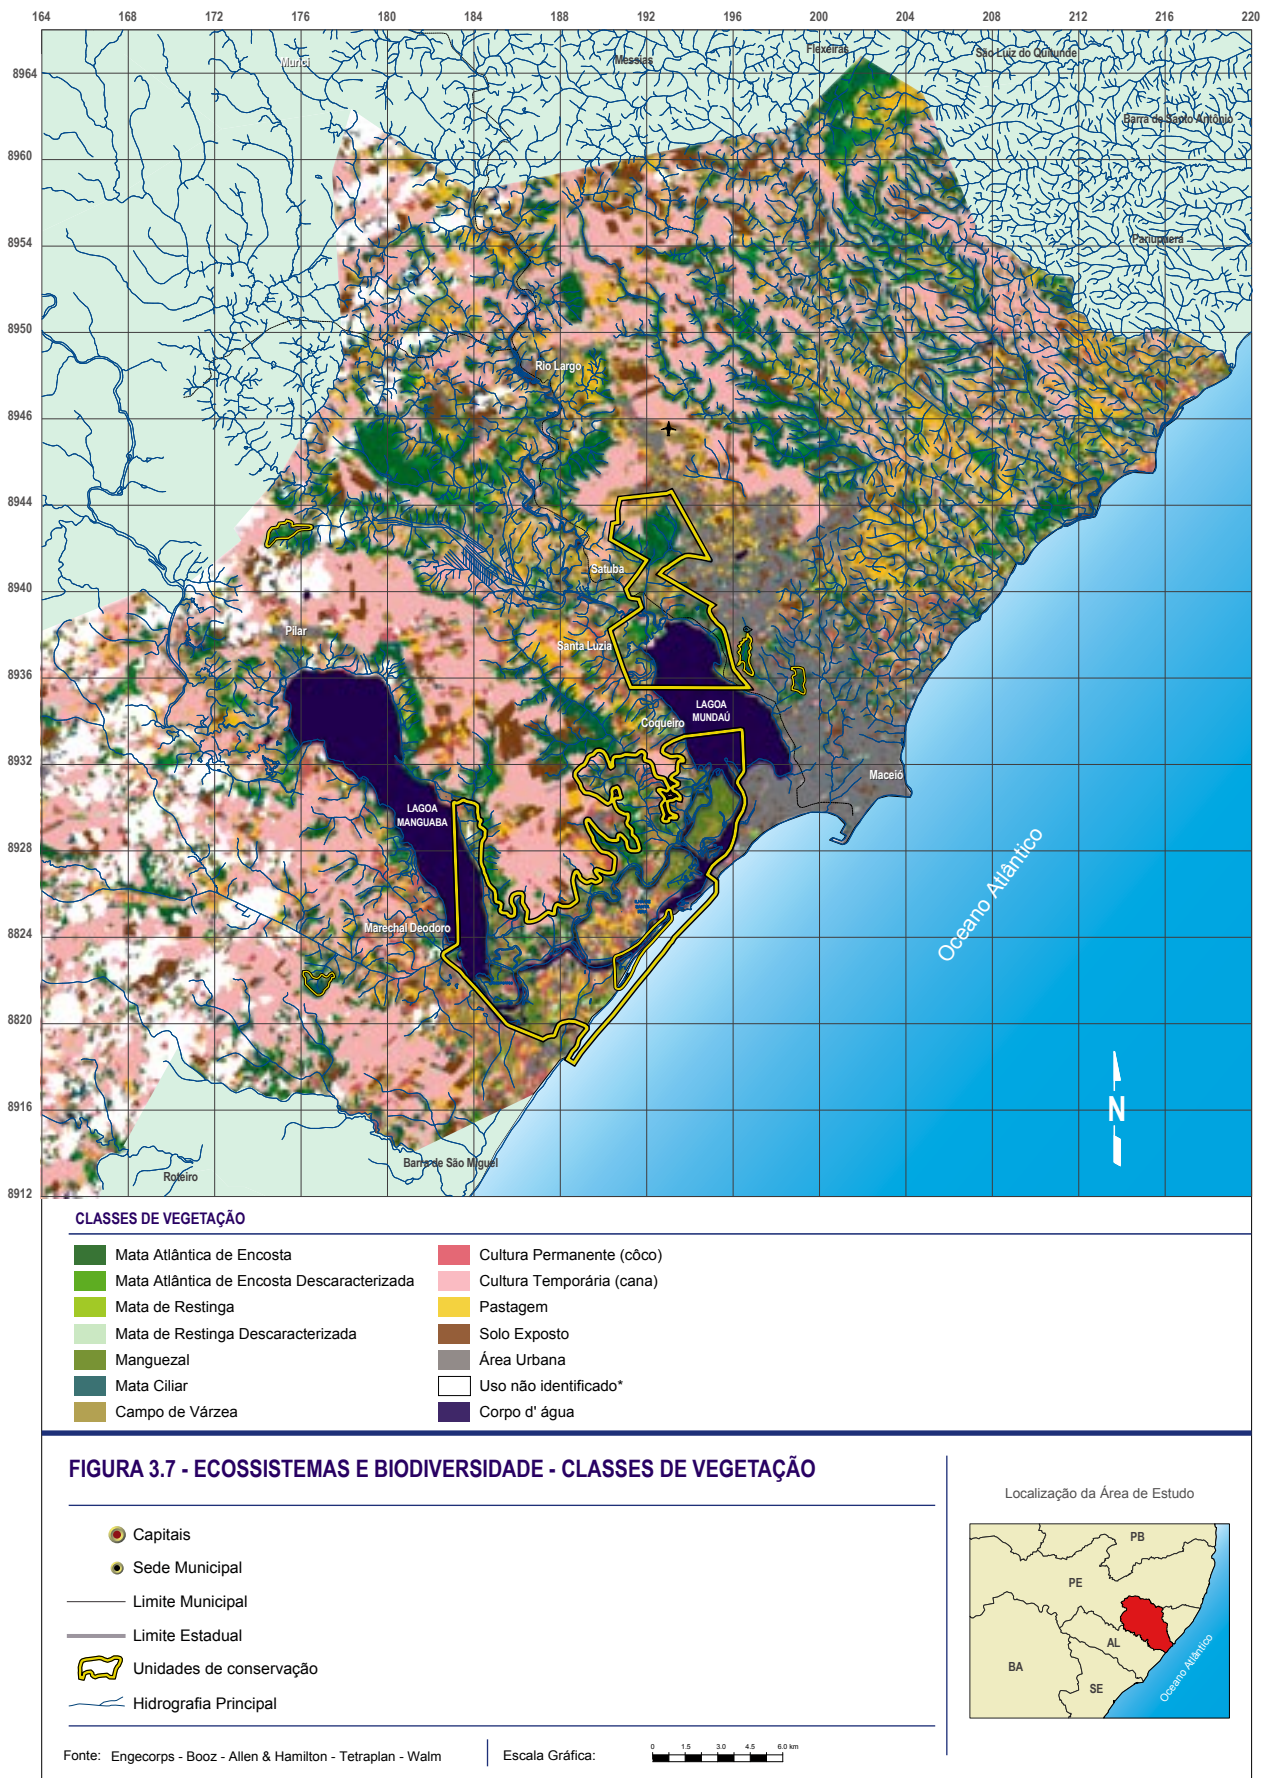 164 168 172 176 180 184 188 192 196 200 204 208 212 216 220
8964
8960
8954
8950
8946
8944
8940
8936
8932
8928
8824
8820
8916
8912
Murici
Messias
Flexeiras
São Luiz do Quitunde
Barra de Santo Antônio
Paripueira
Rio Largo
Satuba
Pilar
Santa Luzia
LAGOA
MUNDAÚ
Coqueiro
Maceió
LAGOA
MANGUABA
Marechal Deodoro
Oceano Atlântico
N
Barra de São Miguel
Roteiro
CLASSES DE VEGETAÇÃO
Mata Atlântica de Encosta
Mata Atlântica de Encosta Descaracterizada
Mata de Restinga
Mata de Restinga Descaracterizada
Manguezal
Mata Ciliar
Campo de Várzea
Cultura Permanente (côco)
Cultura Temporária (cana)
Pastagem
Solo Exposto
Área Urbana
Uso não identificado*
Corpo d' água
FIGURA 3.7 - ECOSSISTEMAS E BIODIVERSIDADE - CLASSES DE VEGETAÇÃO
Capitais
Sede Municipal
Limite Municipal
Limite Estadual
Unidades de conservação
Hidrografia Principal
Fonte: Engecorps - Booz - Allen & Hamilton - Tetraplan - Walm
Escala Gráfica:
0 1.5 3.0 4.5 6.0 km
Localização da Área de Estudo
PB
PE
AL
BA
SE
Oceano Atlântico